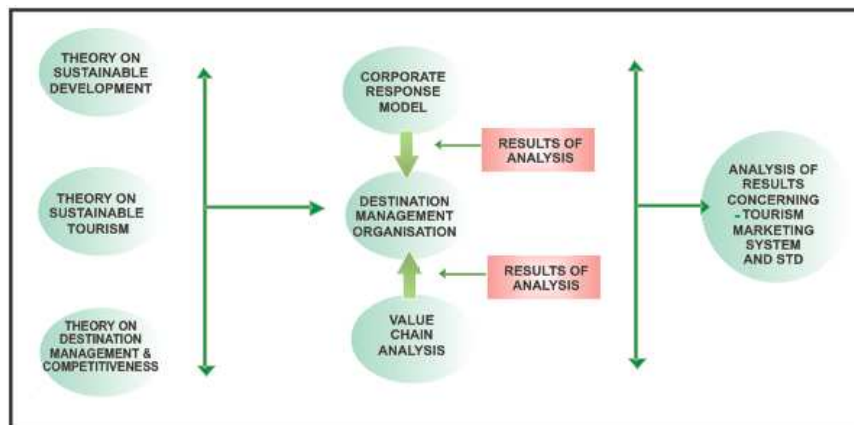 THEORY ON
SUSTAINABLE
DEVELOPMENT
THEORY ON
SUSTAINABLE
TOURISM
THEORY ON
DESTINATION
MANAGEMENT &
COMPETITIVENESS
CORPORATE
RESPONSE
MODEL
RESULTS OF
ANALYSIS
DESTINATION
MANAGEMENT
ORGANISATION
RESULTS OF
ANALYSIS
VALUE
CHAIN
ANALYSIS
ANALYSIS OF
RESULTS
CONCERNING
-TOURISM
MARKETING
SYSTEM
AND STD